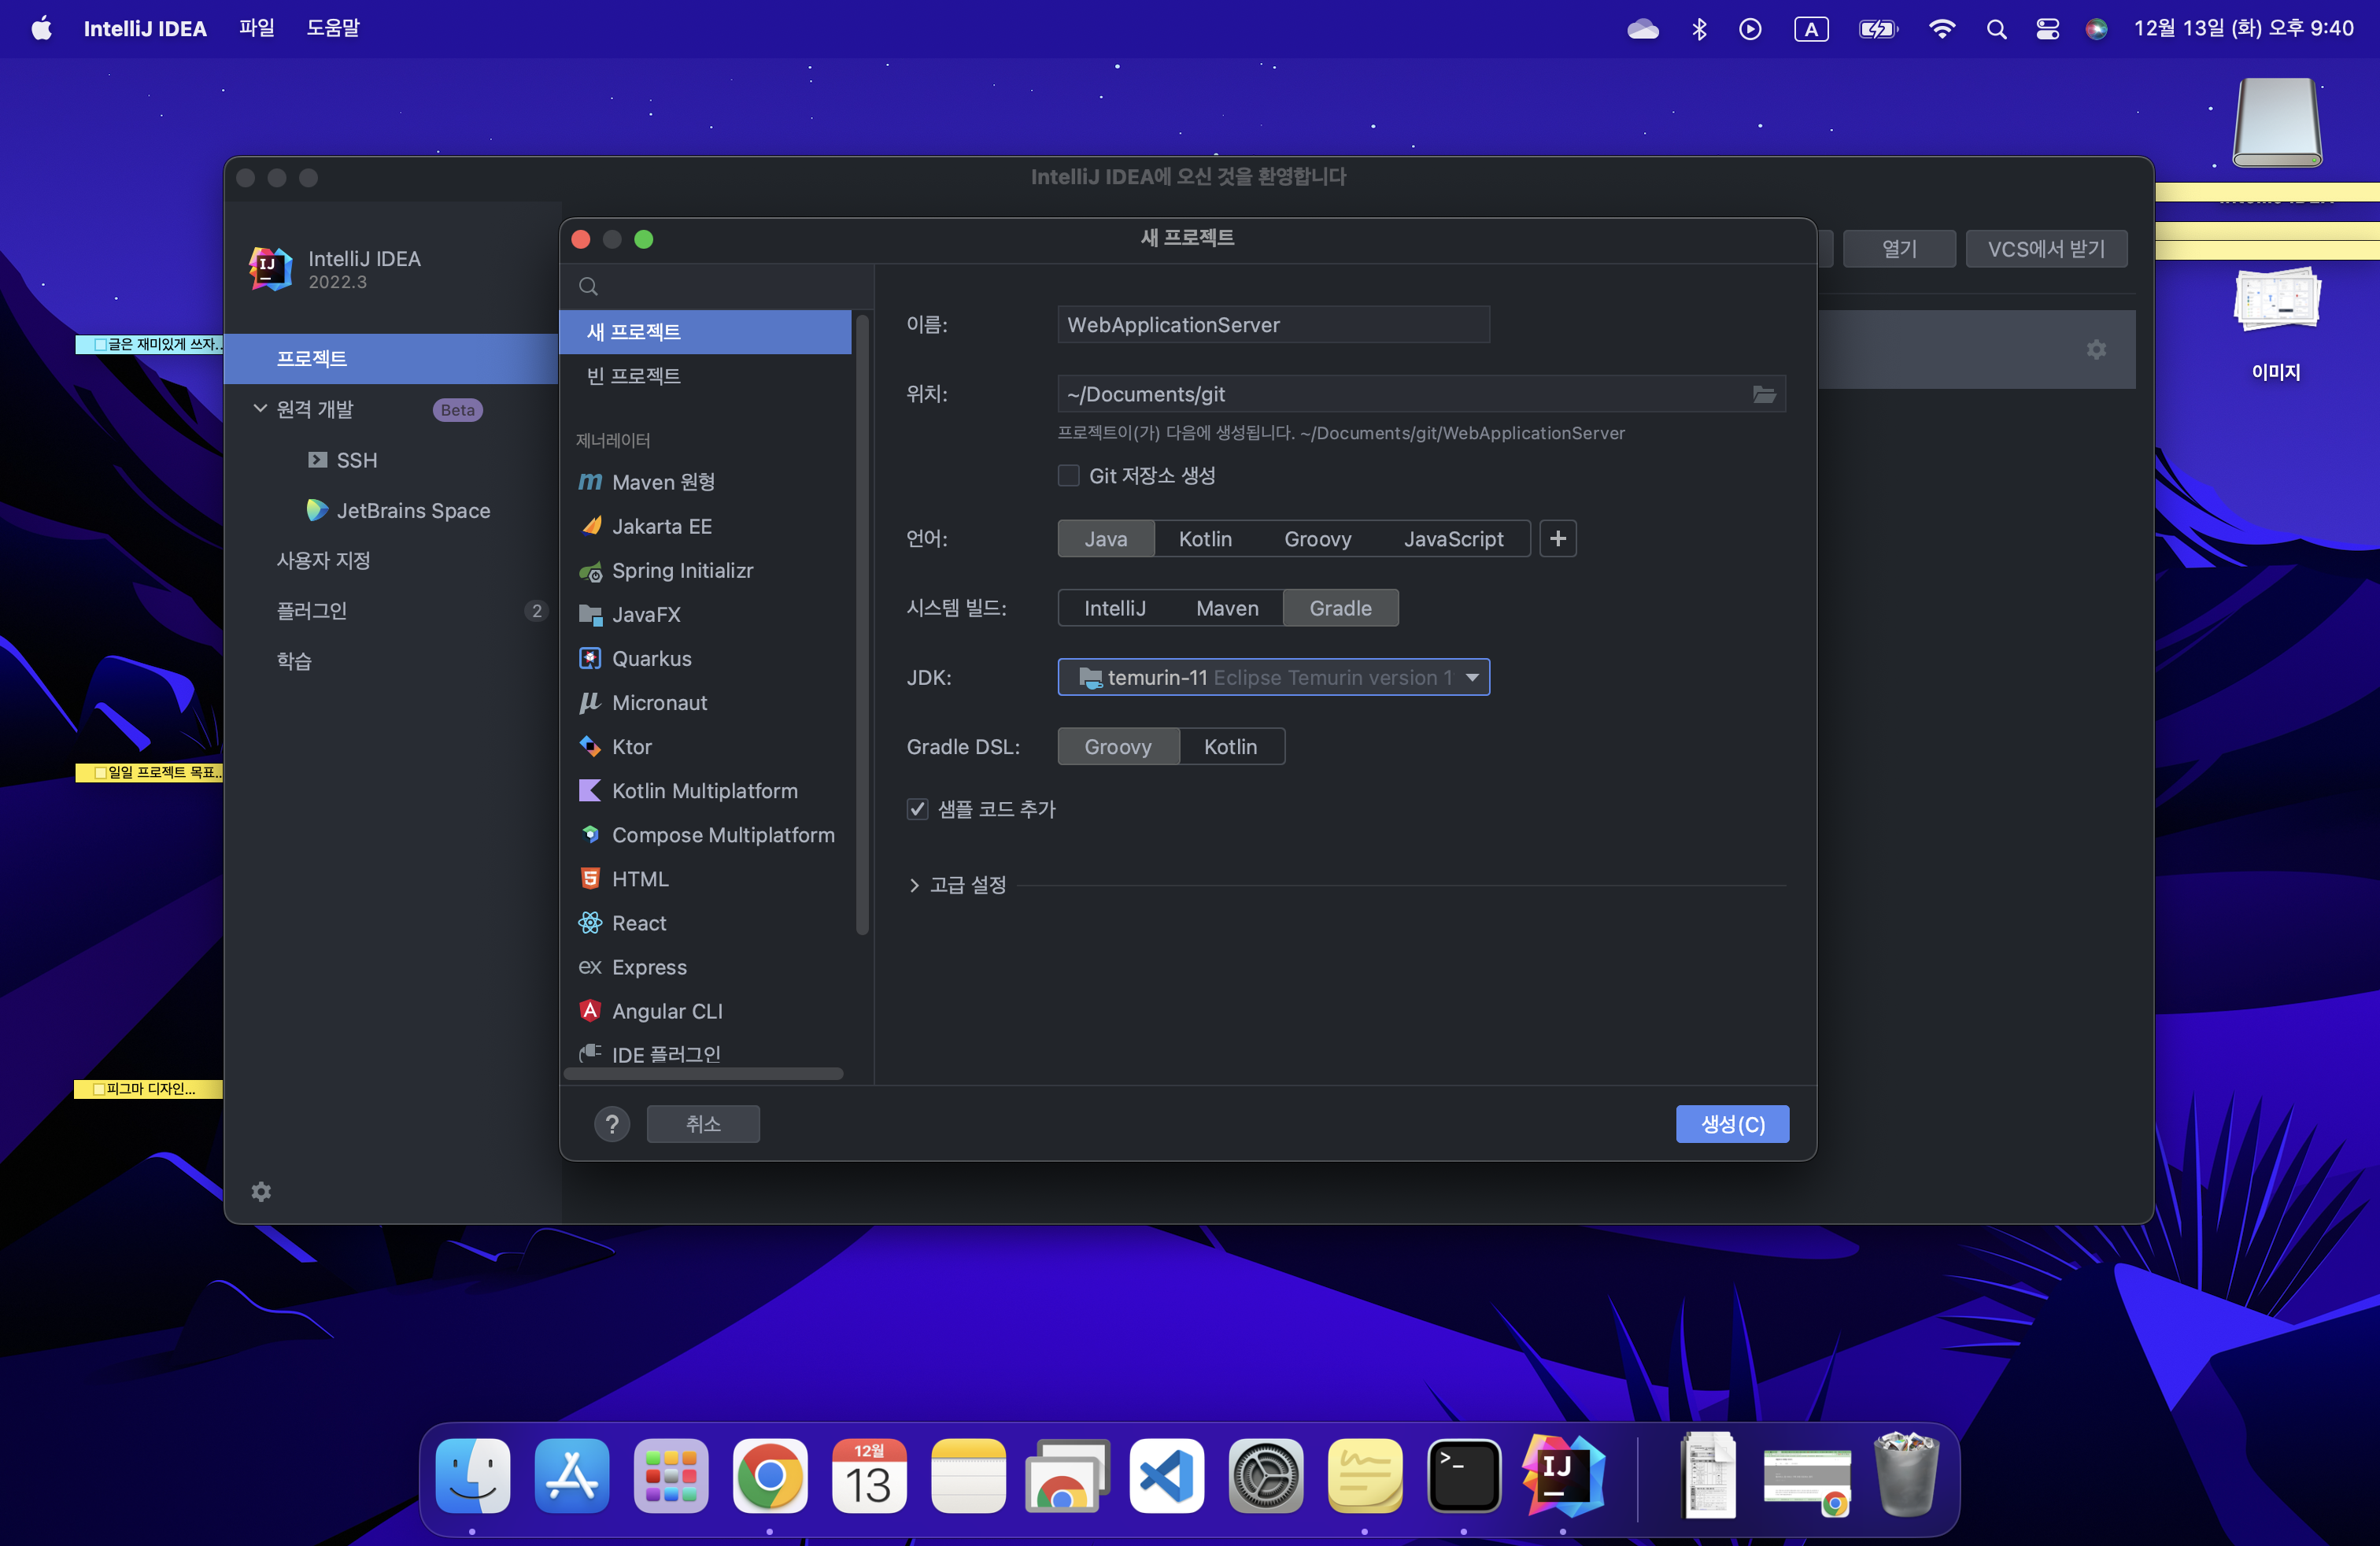 IntelliJ IDEA 파일 도움말
A 12월 13일 (화) 오후 9:40
IntelliJ IDEA에 오신 것을 환영합니다
IntelliJ IDEA
2022.3
열기
VCS에서 받기
프로젝트
원격 개발 Beta
SSH
JetBrains Space
사용자 지정
플러그인 2
학습
새 프로젝트
새 프로젝트
빈 프로젝트
제너레이터
Maven 원형
Jakarta EE
Spring Initializr
JavaFX
Quarkus
Micronaut
Ktor
Kotlin Multiplatform
Compose Multiplatform
HTML
React
Express
Angular CLI
IDE 플러그인
이름: WebApplicationServer
위치: ~/Documents/git
프로젝트이(가) 다음에 생성됩니다. ~/Documents/git/WebApplicationServer
Git 저장소 생성
언어: Java Kotlin Groovy JavaScript +
시스템 빌드: IntelliJ Maven Gradle
JDK: temurin-11 Eclipse Temurin version 1
Gradle DSL: Groovy Kotlin
샘플 코드 추가
고급 설정
? 취소
생성(C)
글은 재미있게 쓰자...
일일 프로젝트 목표...
피그마 디자인...
이미지
12월
13
IJ